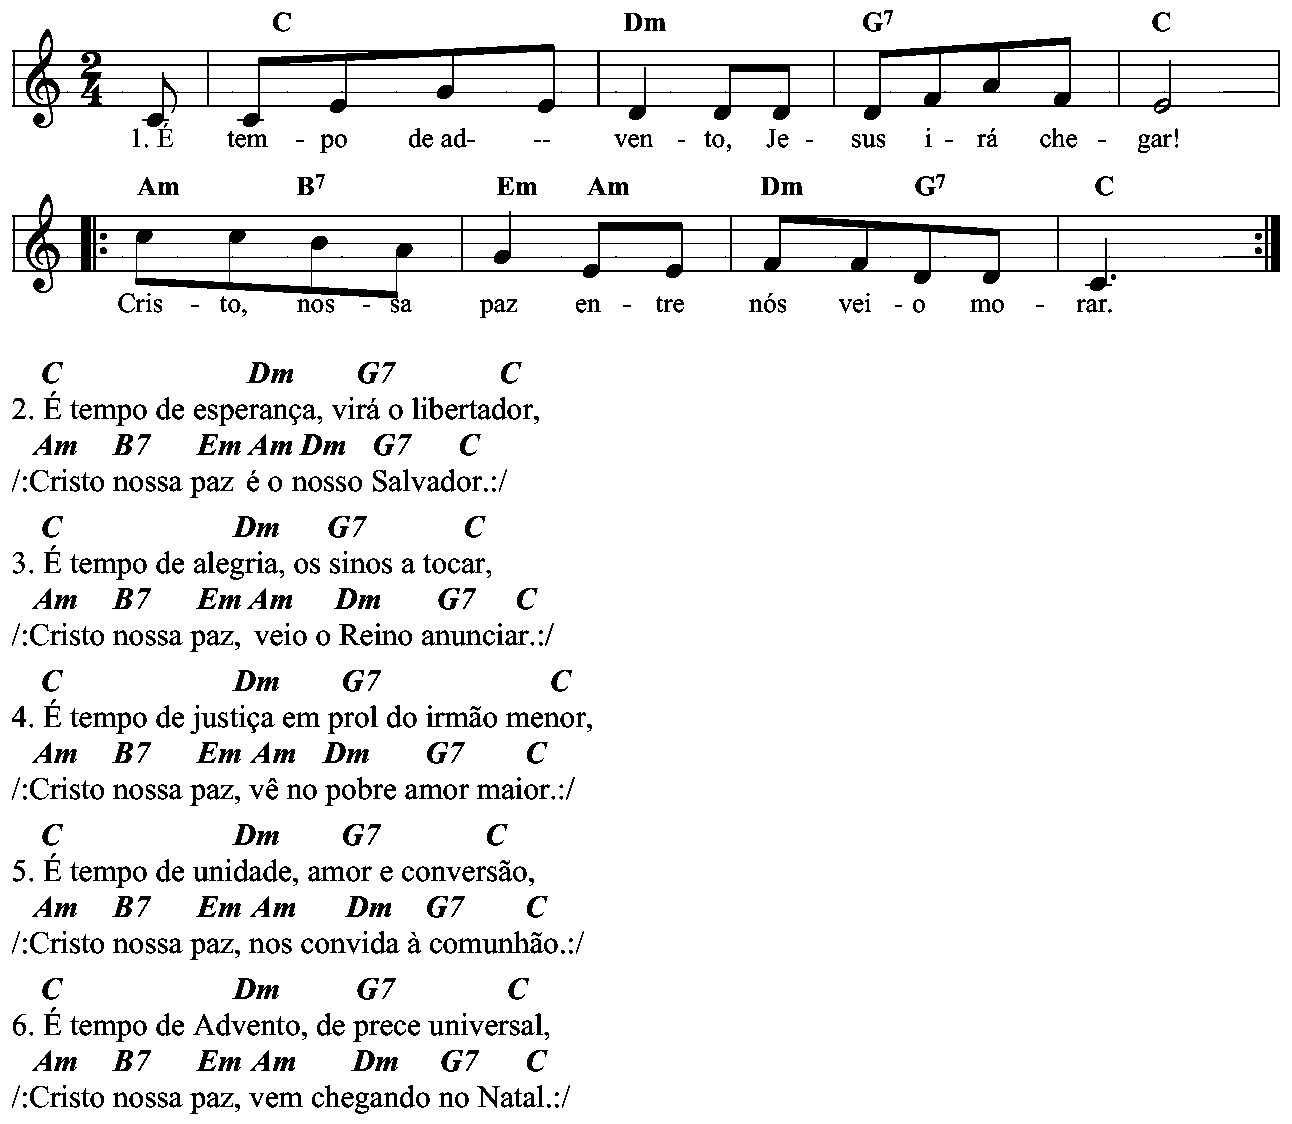 C Dm G7 C
2
4
1. É tem - po de ad- -- ven - to, Je - sus i - rá che - gar!
Am B7 Em Am Dm G7 C
Cris - to, nos - sa paz en - tre nós vei - o mo - rar.
C Dm G7 C
2. É tempo de esperança, virá o libertador,
Am B7 Em Am Dm G7 C
/:Cristo nossa paz é o nosso Salvador.:/
C Dm G7 C
3. É tempo de alegria, os sinos a tocar,
Am B7 Em Am Dm G7 C
/:Cristo nossa paz, veio o Reino anunciar.:/
C Dm G7 C
4. É tempo de justiça em prol do irmão menor,
Am B7 Em Am Dm G7 C
/:Cristo nossa paz, vê no pobre amor maior.:/
C Dm G7 C
5. É tempo de unidade, amor e conversão,
Am B7 Em Am Dm G7 C
/:Cristo nossa paz, nos convida à comunhão.:/
C Dm G7 C
6. É tempo de Advento, de prece universal,
Am B7 Em Am Dm G7 C
/:Cristo nossa paz, vem chegando no Natal.:/